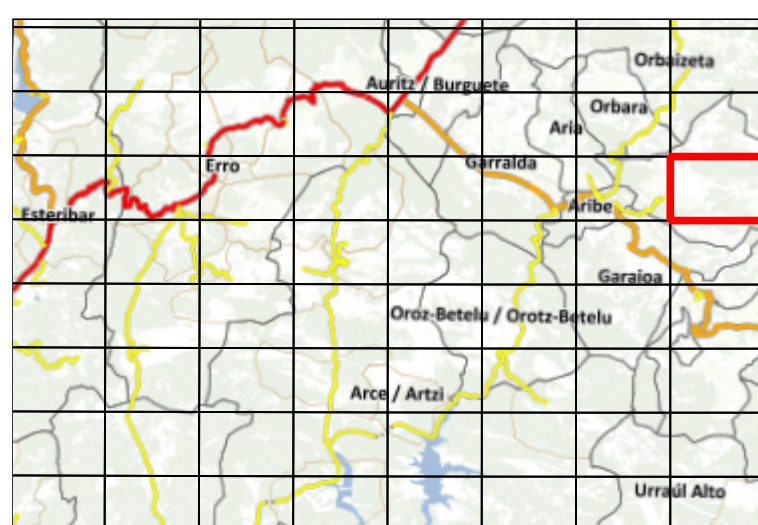 Orbaizeta
Auritz / Burguete
Orbara
Aria
Garralda
Erro
Aribe
Esteribar
Garaioa
Oroz-Betelu / Orotz-Betelu
Arce / Artzi
Urraúl Alto